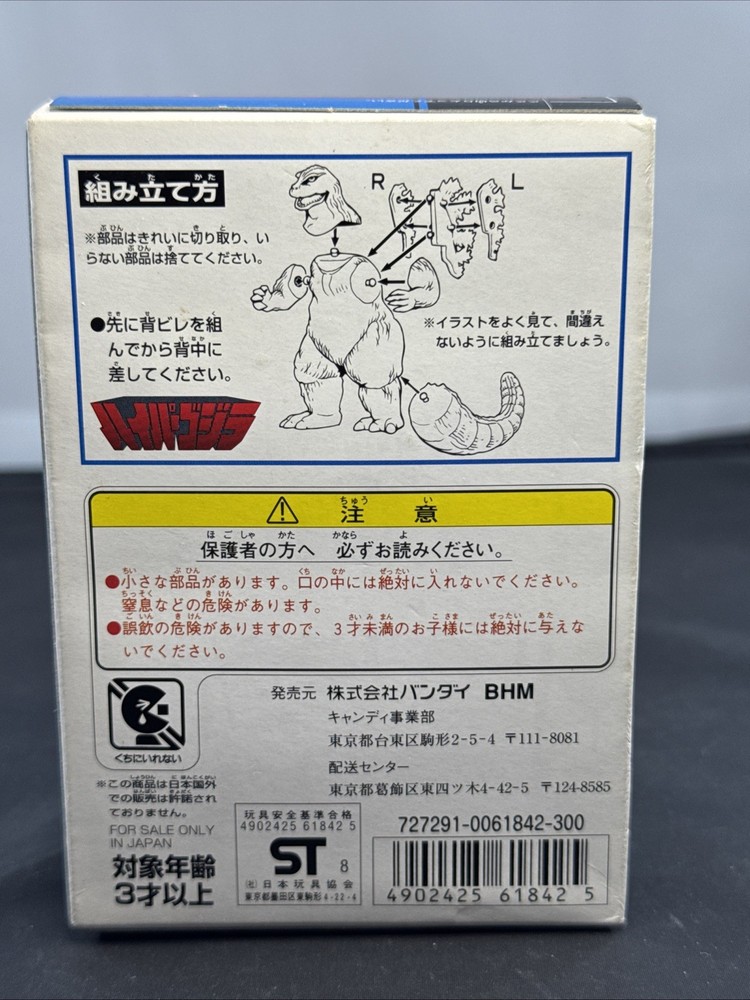 組み立て方
※部品はきれいに切り取り、い
らない部品は捨ててください。
●先に背ビレを組
んでから背中に
差してください。
ハイパーゴジラ
R
L
※イラストをよく見て、間違え
ないように組み立てましょう。
⚠ 注意
保護者の方へ 必ずお読みください。
●小さな部品があります。口の中には絶対に入れないでください。
窒息などの危険があります。
●誤飲の危険がありますので、3才未満のお子様には絶対に与えな
いでください。
くちにいれない
発売元 株式会社バンダイ BHM
キャンディ事業部
東京都台東区駒形2-5-4 〒111-8081
配送センター
東京都葛飾区東四ツ木4-42-5 〒124-8585
※この商品は日本国外
での販売は許諾され
ておりません。
FOR SALE ONLY
IN JAPAN
対象年齢
3才以上
玩具安全基準合格
4902425 61842 5
ST 8
(社)日本玩具協会
東京都墨田区東駒形4-22-4
727291-0061842-300
4902425 61842 5